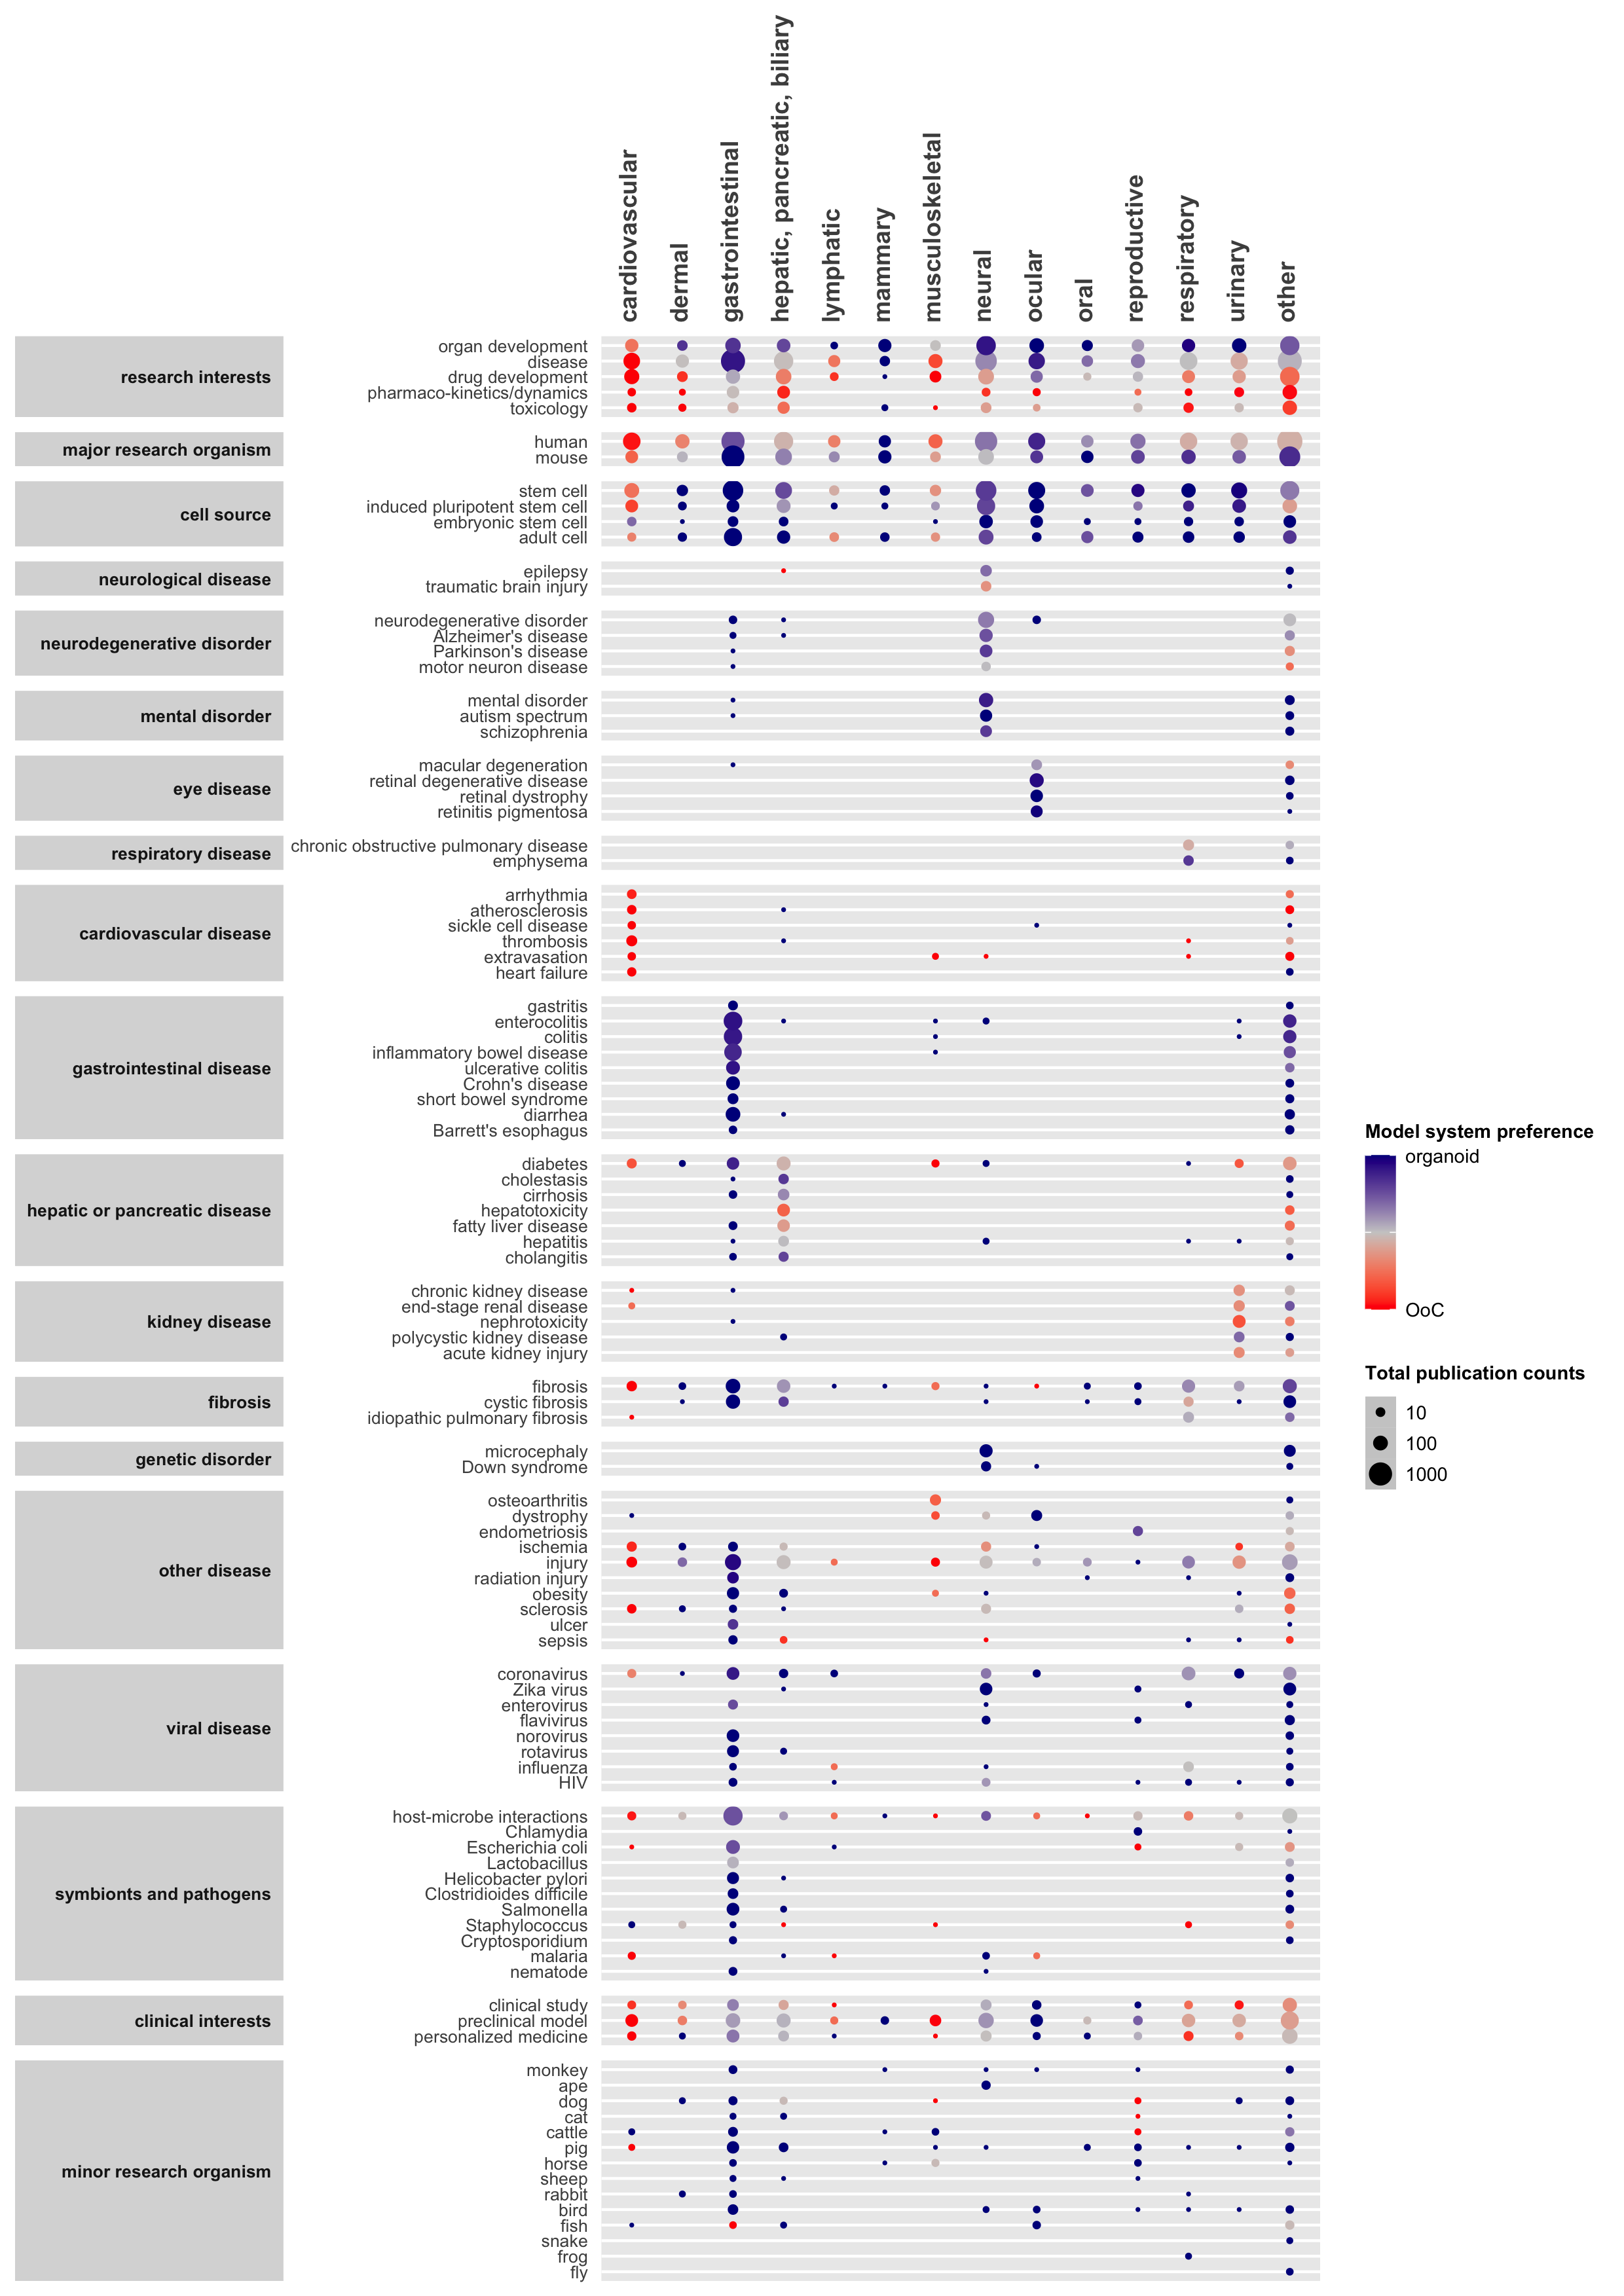 cardiovascular
dermal
gastrointestinal
hepatic, pancreatic, biliary
lymphatic
mammary
musculoskeletal
neural
ocular
oral
reproductive
respiratory
urinary
other
research interests
organ development
disease
drug development
pharmaco-kinetics/dynamics
toxicology
major research organism
human
mouse
cell source
stem cell
induced pluripotent stem cell
embryonic stem cell
adult cell
neurological disease
epilepsy
traumatic brain injury
neurodegenerative disorder
neurodegenerative disorder
Alzheimer's disease
Parkinson's disease
motor neuron disease
mental disorder
mental disorder
autism spectrum
schizophrenia
eye disease
macular degeneration
retinal degenerative disease
retinal dystrophy
retinitis pigmentosa
respiratory disease
chronic obstructive pulmonary disease
emphysema
cardiovascular disease
arrhythmia
atherosclerosis
sickle cell disease
thrombosis
extravasation
heart failure
gastrointestinal disease
gastritis
enterocolitis
colitis
inflammatory bowel disease
ulcerative colitis
Crohn's disease
short bowel syndrome
diarrhea
Barrett's esophagus
hepatic or pancreatic disease
diabetes
cholestasis
cirrhosis
hepatotoxicity
fatty liver disease
hepatitis
cholangitis
kidney disease
chronic kidney disease
end-stage renal disease
nephrotoxicity
polycystic kidney disease
acute kidney injury
fibrosis
fibrosis
cystic fibrosis
idiopathic pulmonary fibrosis
genetic disorder
microcephaly
Down syndrome
other disease
osteoarthritis
dystrophy
endometriosis
ischemia
injury
radiation injury
obesity
sclerosis
ulcer
sepsis
viral disease
coronavirus
Zika virus
enterovirus
flavivirus
norovirus
rotavirus
influenza
HIV
symbionts and pathogens
host-microbe interactions
Chlamydia
Escherichia coli
Lactobacillus
Helicobacter pylori
Clostridioides difficile
Salmonella
Staphylococcus
Cryptosporidium
malaria
nematode
clinical interests
clinical study
preclinical model
personalized medicine
minor research organism
monkey
ape
dog
cat
cattle
pig
horse
sheep
rabbit
bird
fish
snake
frog
fly
Model system preference
organoid
OoC
Total publication counts
10
100
1000